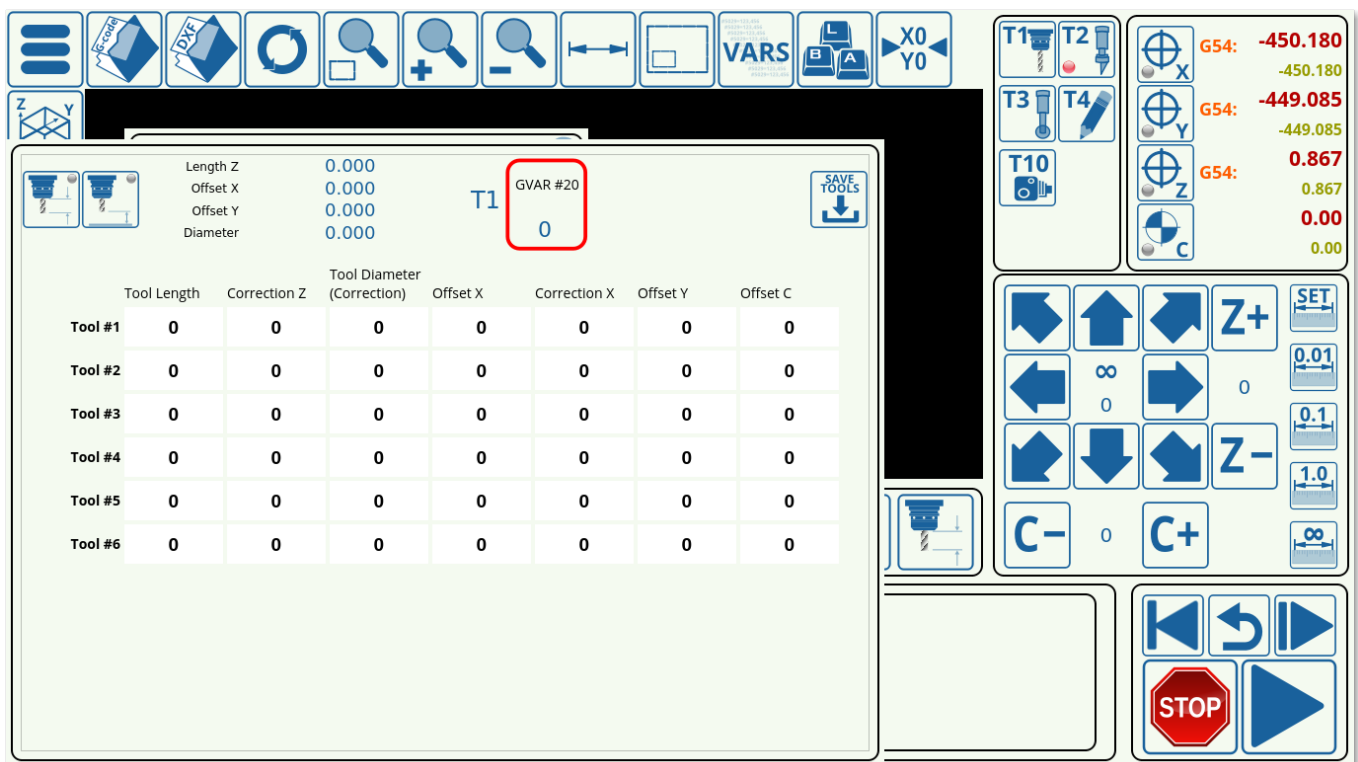 G-code
DXF
VARS
L
B
A
X0
Y0
Z
Y
T1
T2
T3
T4
T10
X
G54:
-450.180
-450.180
Y
G54:
-449.085
-449.085
Z
G54:
0.867
0.867
C
0.00
0.00
Length Z 0.000
Offset X 0.000
Offset Y 0.000
Diameter 0.000
T1
GVAR #20
0
SAVE
TOOLS
Tool Length Correction Z Tool Diameter (Correction) Offset X Correction X Offset Y Offset C
Tool #1 0 0 0 0 0 0 0
Tool #2 0 0 0 0 0 0 0
Tool #3 0 0 0 0 0 0 0
Tool #4 0 0 0 0 0 0 0
Tool #5 0 0 0 0 0 0 0
Tool #6 0 0 0 0 0 0 0
Z+
SET
0.01
∞
0
0
0.1
Z−
1.0
C−
0
C+
∞
STOP